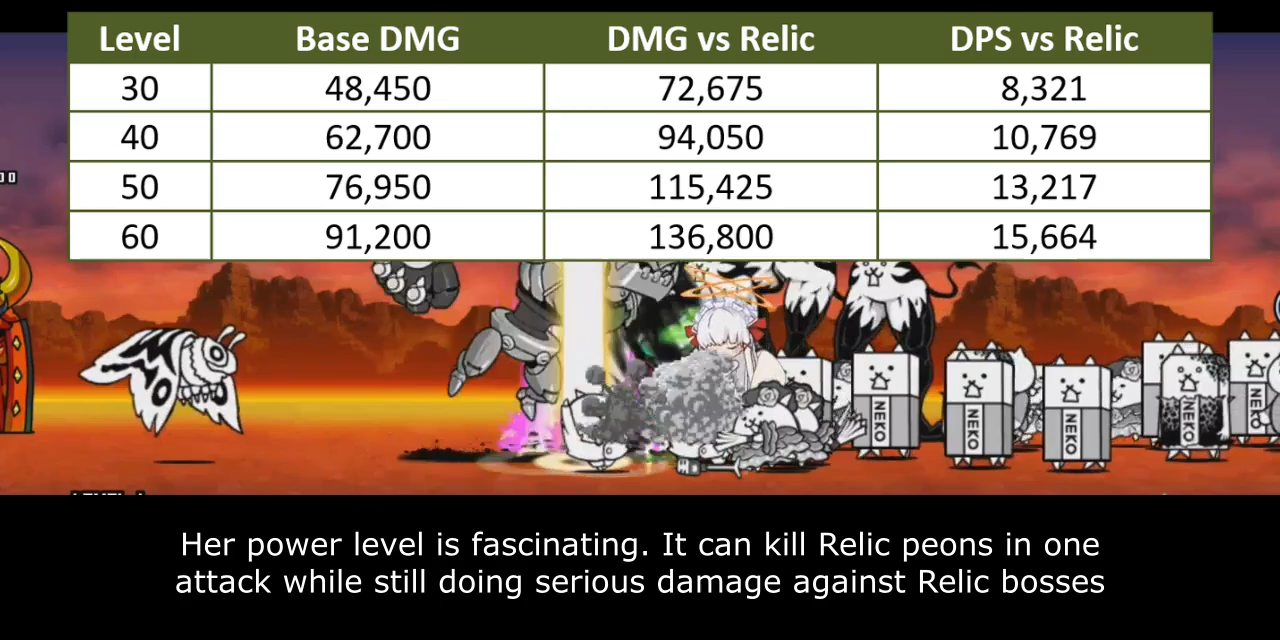 Level Base DMG DMG vs Relic DPS vs Relic
30 48,450 72,675 8,321
40 62,700 94,050 10,769
50 76,950 115,425 13,217
60 91,200 136,800 15,664
NEKO
NEKO
NEKO
NEKO
NEKO
Her power level is fascinating. It can kill Relic peons in one
attack while still doing serious damage against Relic bosses